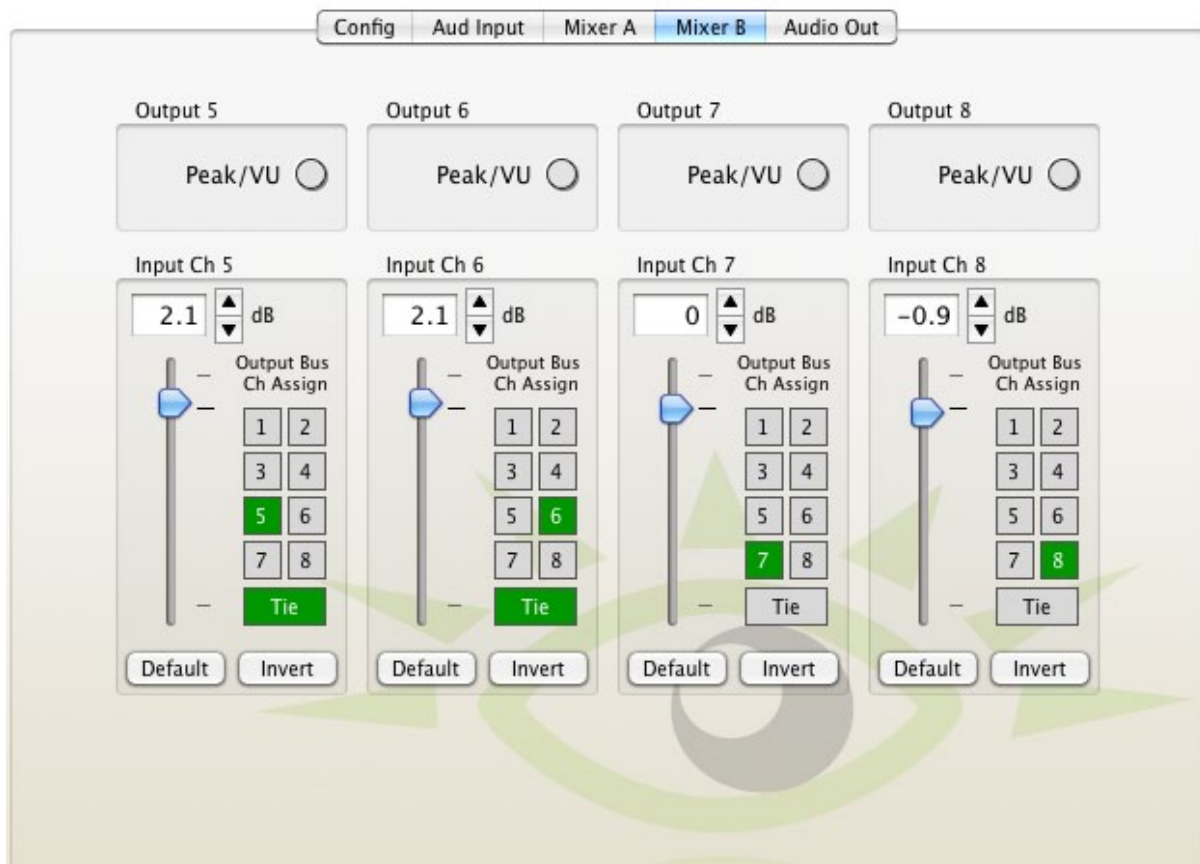 Config Aud Input Mixer A Mixer B Audio Out
Output 5 Output 6 Output 7 Output 8
Peak/VU Peak/VU Peak/VU Peak/VU
Input Ch 5 Input Ch 6 Input Ch 7 Input Ch 8
2.1 dB 2.1 dB 0 dB -0.9 dB
Output Bus Output Bus Output Bus Output Bus
Ch Assign Ch Assign Ch Assign Ch Assign
1 2 1 2 1 2 1 2
3 4 3 4 3 4 3 4
5 6 5 6 5 6 5 6
7 8 7 8 7 8 7 8
Tie Tie Tie Tie
Default Invert Default Invert Default Invert Default Invert